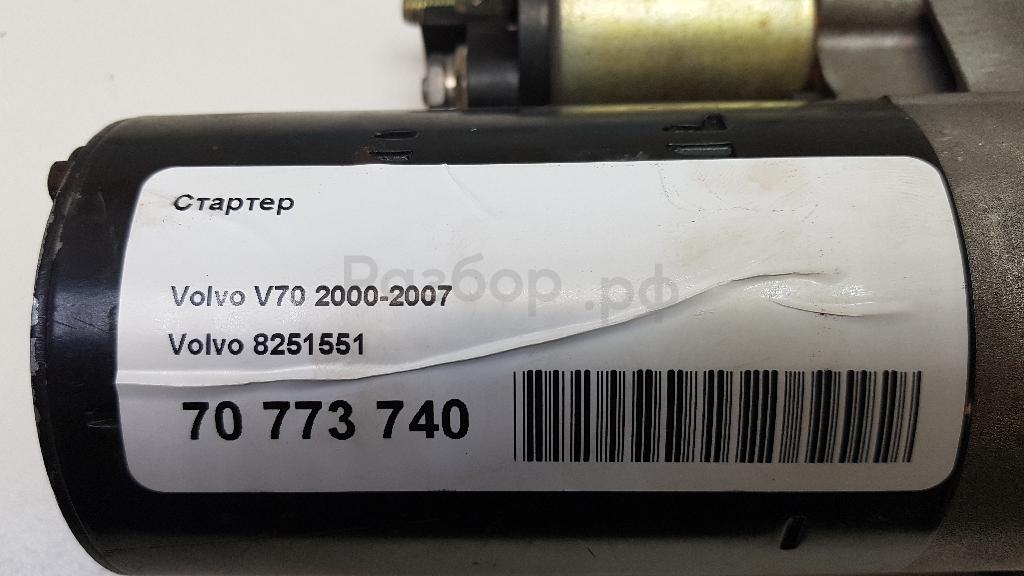 Стартер
Разбор.рф
Volvo V70 2000-2007
Volvo 8251551
70 773 740